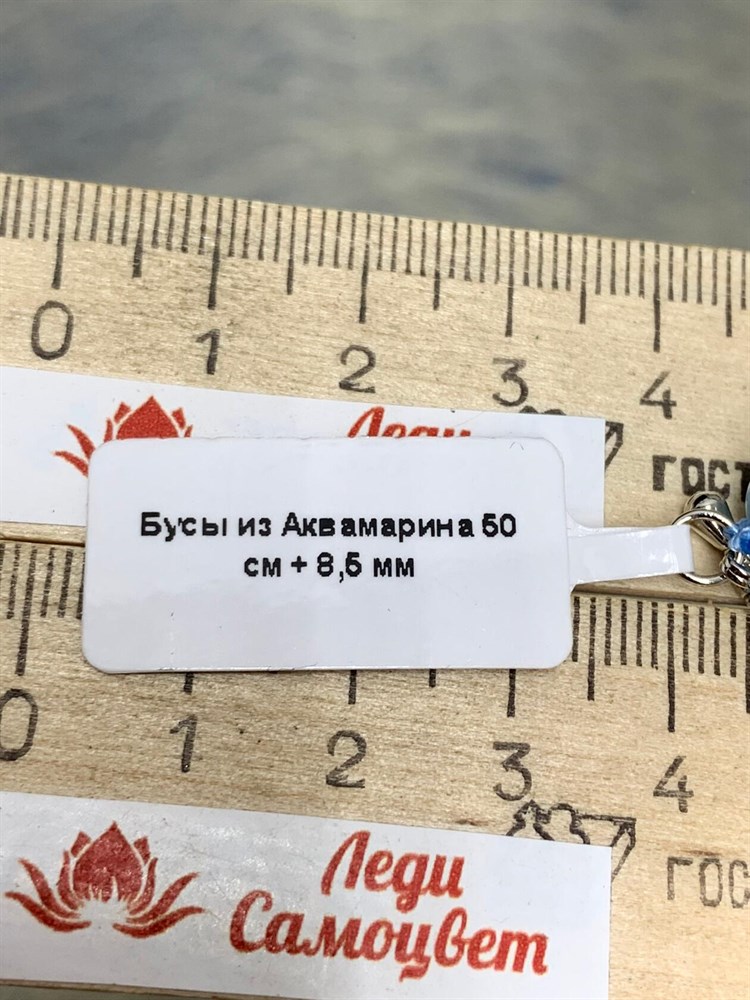 0 1 2 3 4
Леди
ГОСТ
Бусы из Аквамарина 50
см + 8,5 мм
0 1 2 3 4
ГОС
Леди
Самоцвет